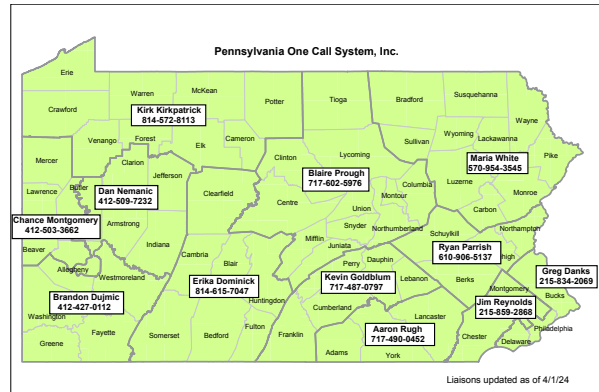 Pennsylvania One Call System, Inc.
Erie
Crawford
Warren
McKean
Potter
Tioga
Bradford
Susquehanna
Wayne
Kirk Kirkpatrick
814-572-8113
Venango
Forest
Elk
Cameron
Sullivan
Wyoming
Lackawanna
Pike
Maria White
570-954-3545
Luzerne
Monroe
Carbon
Mercer
Lawrence
Butler
Clarion
Jefferson
Clearfield
Clinton
Lycoming
Blaire Prough
717-602-5976
Centre
Union
Montour
Columbia
Snyder
Northumberland
Mifflin
Juniata
Dan Nemanic
412-509-7232
Armstrong
Indiana
Chance Montgomery
412-503-3662
Beaver
Allegheny
Westmoreland
Cambria
Blair
Erika Dominick
814-615-7047
Huntingdon
Perry
Dauphin
Kevin Goldblum
717-487-0797
Lebanon
Cumberland
Schuylkill
Northampton
Ryan Parrish
610-906-5137
ehigh
Berks
Greg Danks
215-834-2069
Bucks
Montgomery
Jim Reynolds
215-859-2868
Philadelphia
Chester
Delaware
Brandon Dujmic
412-427-0112
Washington
Fayette
Greene
Somerset
Bedford
Fulton
Franklin
Adams
York
Lancaster
Aaron Rugh
717-490-0452
Liaisons updated as of 4/1/24